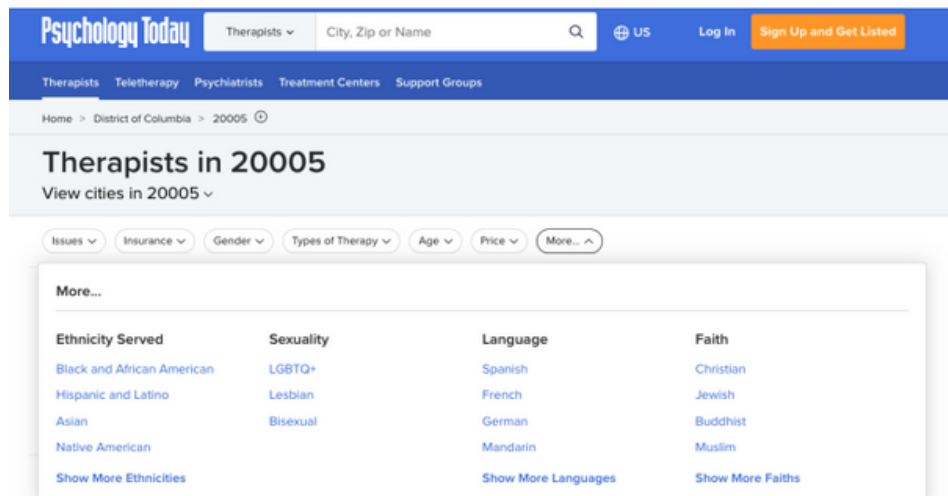 Psychology Today Therapists City, Zip or Name US Log In Sign Up and Get Listed
Therapists Teletherapy Psychiatrists Treatment Centers Support Groups
Home > District of Columbia > 20005
Therapists in 20005
View cities in 20005
Issues Insurance Gender Types of Therapy Age Price More...
More...
Ethnicity Served Sexuality Language Faith
Black and African American LGBTQ+ Spanish Christian
Hispanic and Latino Lesbian French Jewish
Asian Bisexual German Buddhist
Native American Mandarin Muslim
Show More Ethnicities Show More Languages Show More Faiths